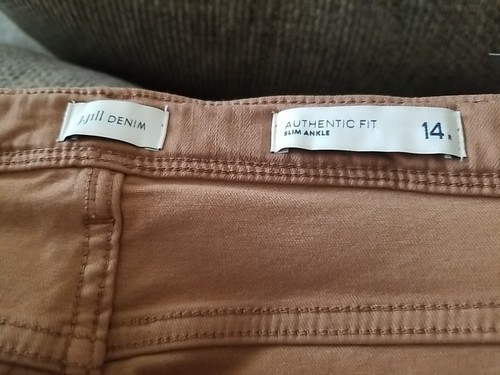 J.Jill DENIM
AUTHENTIC FIT
SLIM ANKLE
14